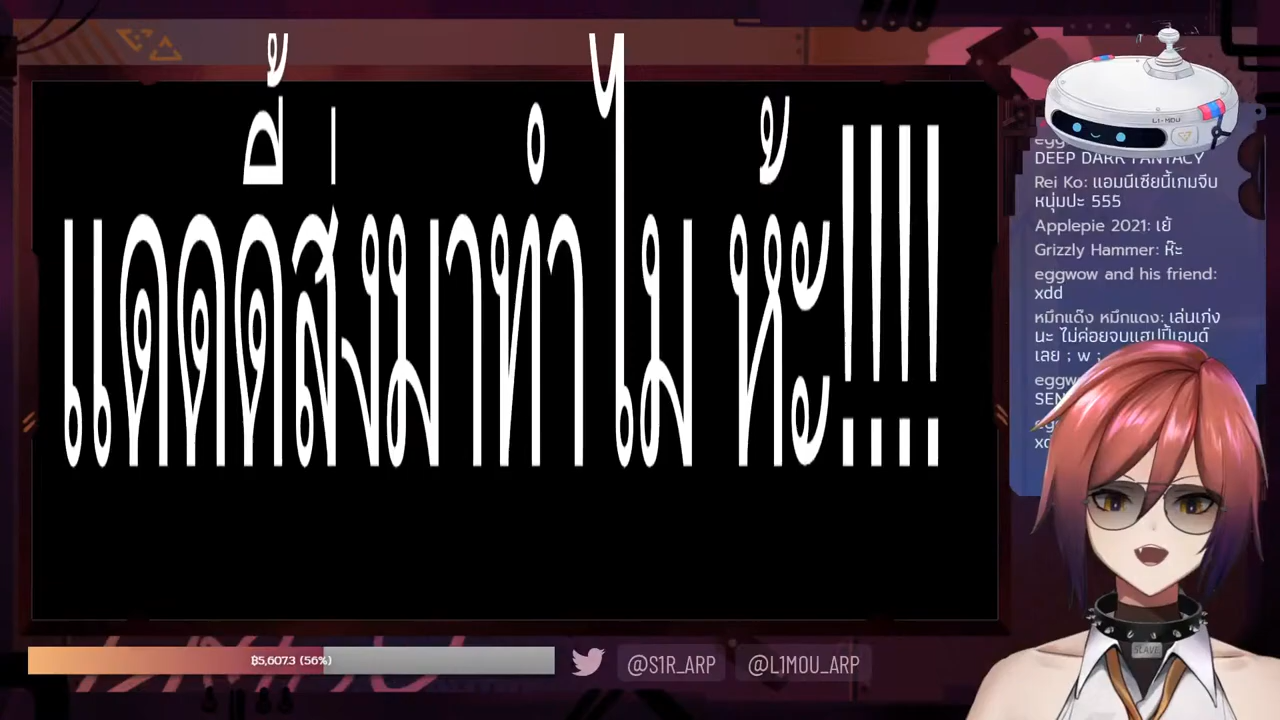 แดดดี้ส่งมาทำไม ห้ะ!!!!
LI-MOU
DEEP DARK FANTACY
Rei Ko: แอมนีเซียนี้เกมจีบ
หนุ่มปะ 555
Applepie 2021: เย้
Grizzly Hammer: ห๊ะ
eggwow and his friend:
xdd
หมึกแด๊ง หมึกแดง: เล่นเก่ง
นะ ไม่ค่อยจบแฮปปี้เอนด์
เลย ; w ;
SLAVE
฿5,607.3 (56%)
@S1R_ARP
@L1MOU_ARP